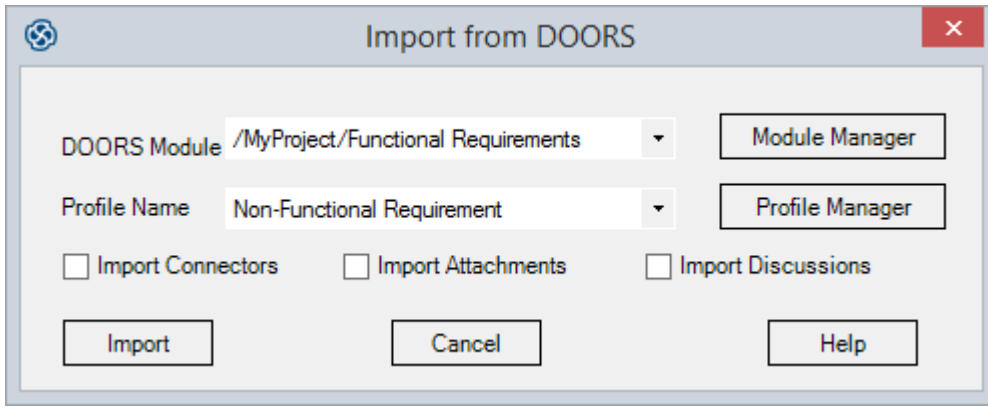 Import from DOORS
DOORS Module /MyProject/Functional Requirements Module Manager
Profile Name Non-Functional Requirement Profile Manager
Import Connectors Import Attachments Import Discussions
Import Cancel Help